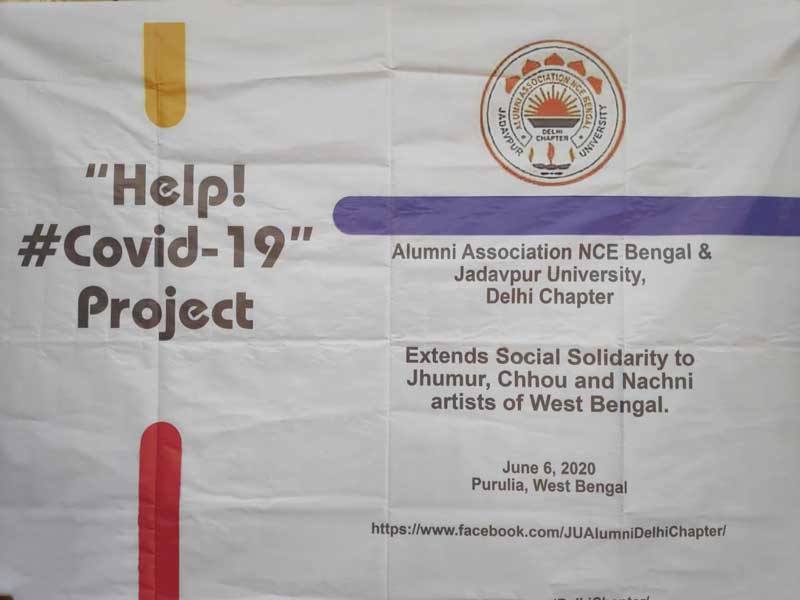 "Help!
#Covid-19"
Project
ALUMNI ASSOCIATION NCE BENGAL
JADAVPUR UNIVERSITY
DELHI
CHAPTER
Alumni Association NCE Bengal &
Jadavpur University,
Delhi Chapter
Extends Social Solidarity to
Jhumur, Chhou and Nachni
artists of West Bengal.
June 6, 2020
Purulia, West Bengal
https://www.facebook.com/JUAlumniDelhiChapter/